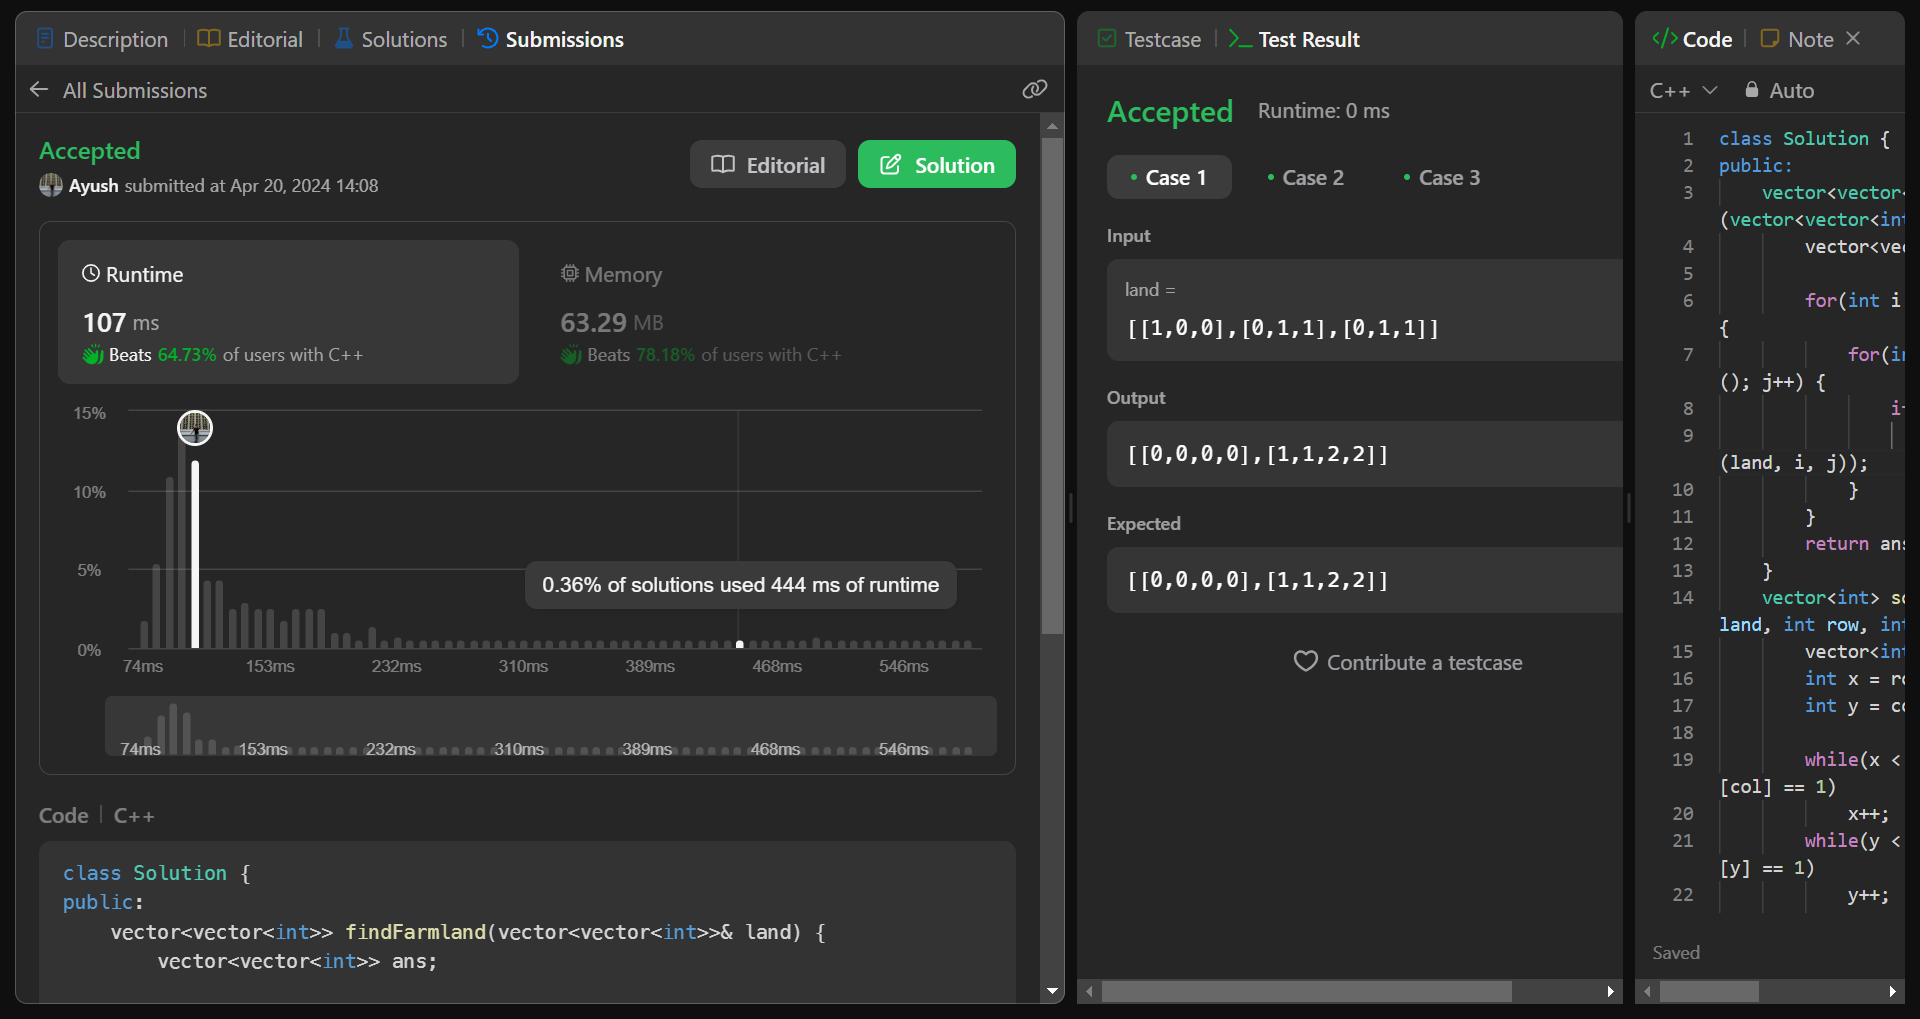 Description
Editorial
Solutions
Submissions
All Submissions
Accepted
Ayush submitted at Apr 20, 2024 14:08
Editorial
Solution
Runtime
107 ms
Beats 64.73% of users with C++
Memory
63.29 MB
Beats 78.18% of users with C++
15%
10%
5%
0%
0.36% of solutions used 444 ms of runtime
74ms 153ms 232ms 310ms 389ms 468ms 546ms
74ms 153ms 232ms 310ms 389ms 468ms 546ms
Code C++
class Solution {
public:
vector<vector<int>> findFarmland(vector<vector<int>>& land) {
vector<vector<int>> ans;
Testcase
Test Result
Accepted Runtime: 0 ms
Case 1 Case 2 Case 3
Input
land =
[[1,0,0],[0,1,1],[0,1,1]]
Output
[[0,0,0,0],[1,1,2,2]]
Expected
[[0,0,0,0],[1,1,2,2]]
Contribute a testcase
Code
Note
C++ Auto
1 class Solution {
2 public:
3 vector<vector<
(vector<vector<int
4 vector<vec
5
6 for(int i
{
7 for(in
(); j++) {
8 if
9
(land, i, j));
10 }
11 }
12 return ans
13 }
14 vector<int> so
land, int row, int
15 vector<int
16 int x = ro
17 int y = co
18
19 while(x <
[col] == 1)
20 x++;
21 while(y <
[y] == 1)
22 y++;
Saved